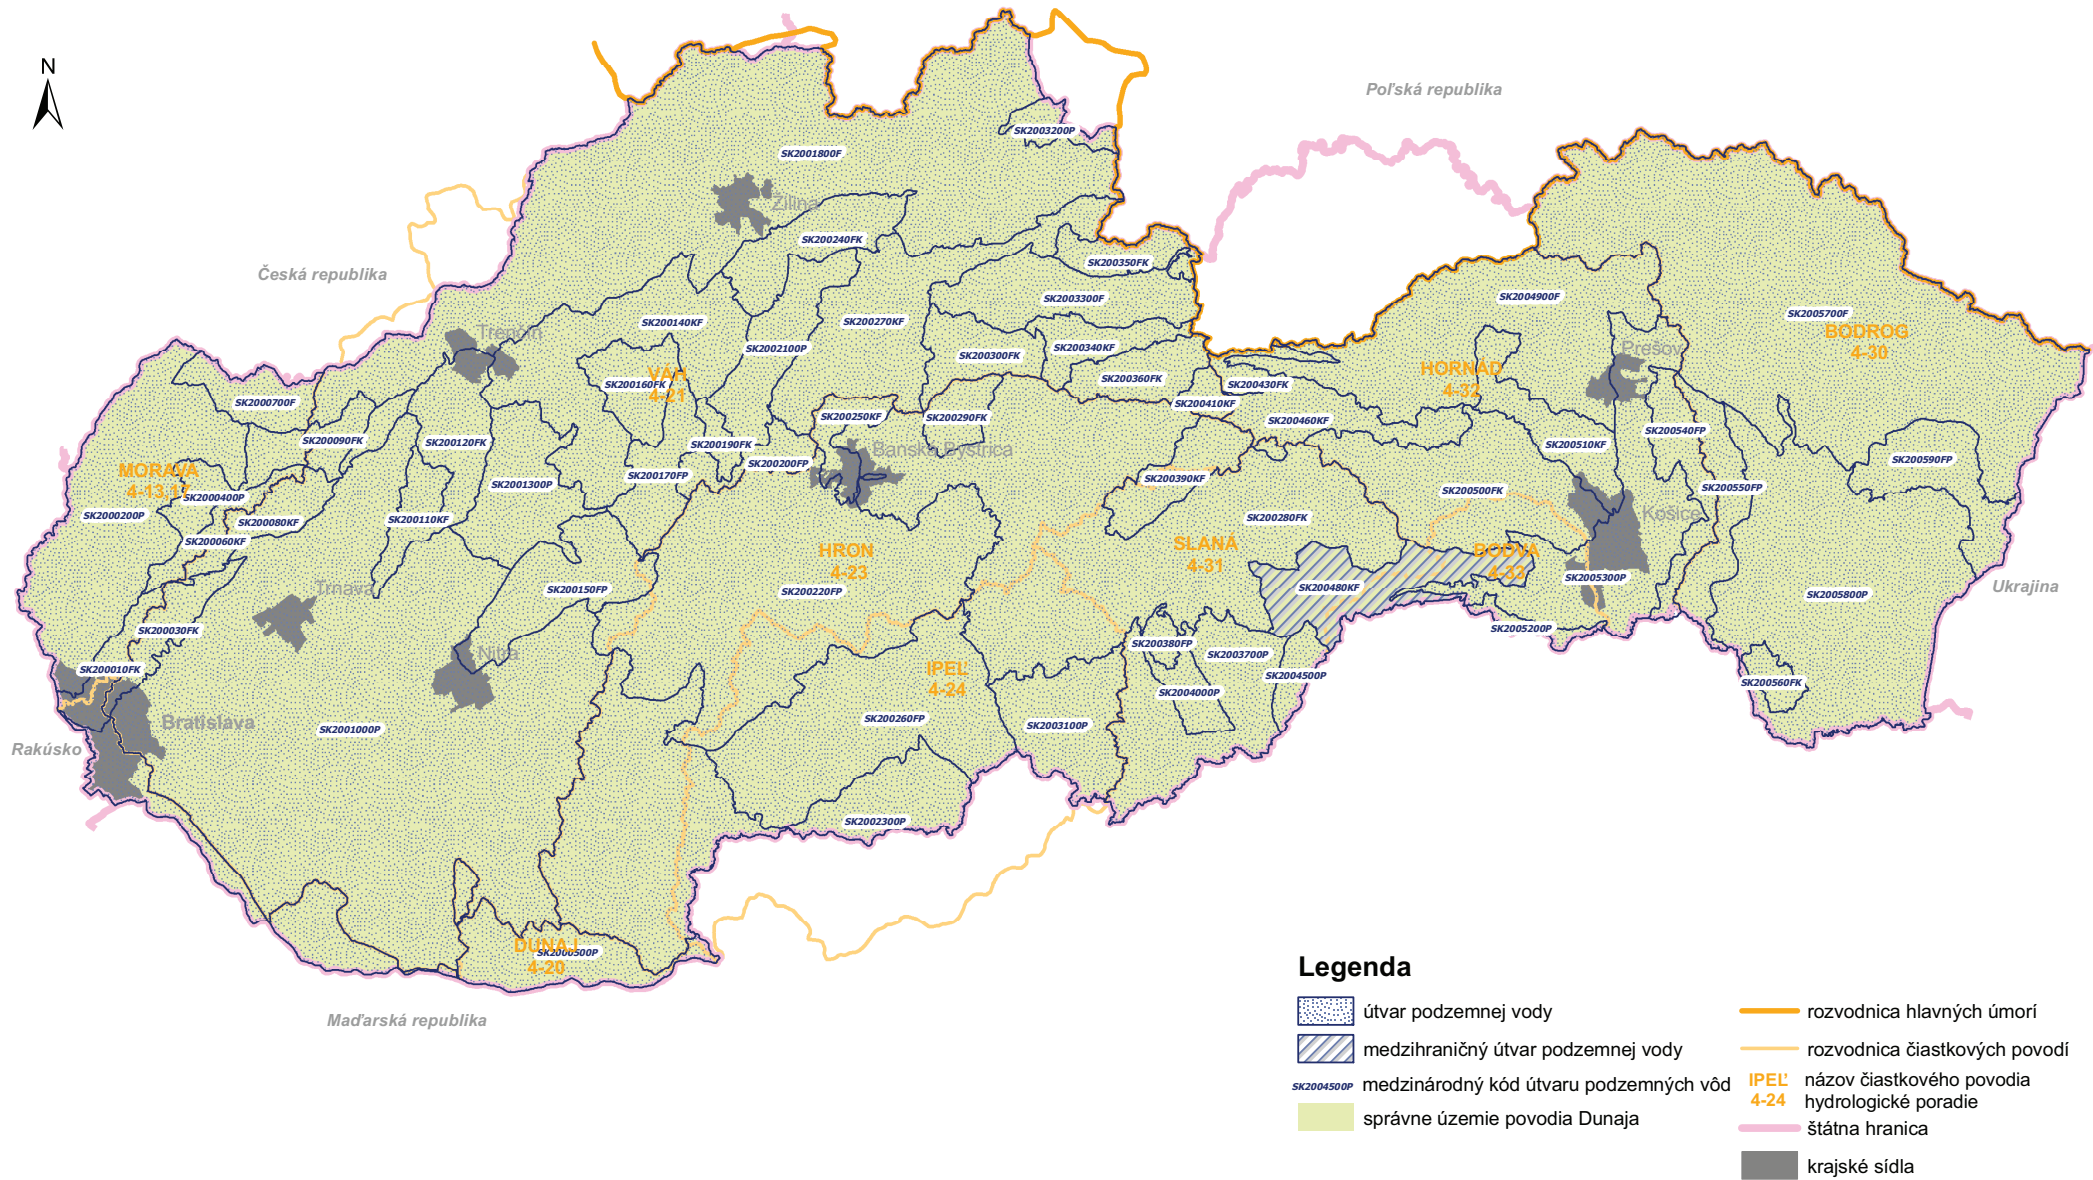 N
Poľská republika
SK2003200P
SK2001800F
Žilina
SK200240FK
Česká republika
SK200350FK
SK2003300F
SK2004900F
SK2005700F
BODROG
4-30
SK200140KF
SK200270KF
Trenčín
SK2002100P
SK200300FK
SK200340KF
Prešov
HORNÁD
4-32
VÁH
4-21
SK200160FK
SK200360FK
SK200430FK
SK2000700F
SK200410KF
SK200250KF
SK200290FK
SK200460KF
SK200540FP
SK200090FK
SK200120FK
SK200190FK
SK200510KF
Banská Bystrica
SK200200FP
SK200590FP
MORAVA
4-13,17
SK200170FP
SK200390KF
SK2001300P
SK200500FK
SK200550FP
SK2000400P
SK2000200P
SK200080KF
SK200110KF
SK200280FK
Košice
SK200060KF
SLANÁ
4-31
HRON
4-23
BODVA
4-33
SK2005300P
SK200480KF
Ukrajina
Trnava
SK200150FP
SK200220FP
SK2005800P
SK200030FK
SK2005200P
SK200380FP
SK2003700P
Nitra
SK200010FK
IPEĽ
4-24
SK2004500P
SK200560FK
SK2004000P
Bratislava
SK200260FP
SK2003100P
SK2001000P
Rakúsko
SK2002300P
DUNAJ
4-20
SK2000500P
Maďarská republika
Legenda
útvar podzemnej vody
medzihraničný útvar podzemnej vody
SK2004500P medzinárodný kód útvaru podzemných vôd
správne územie povodia Dunaja
rozvodnica hlavných úmorí
rozvodnica čiastkových povodí
IPEĽ názov čiastkového povodia
4-24 hydrologické poradie
štátna hranica
krajské sídla